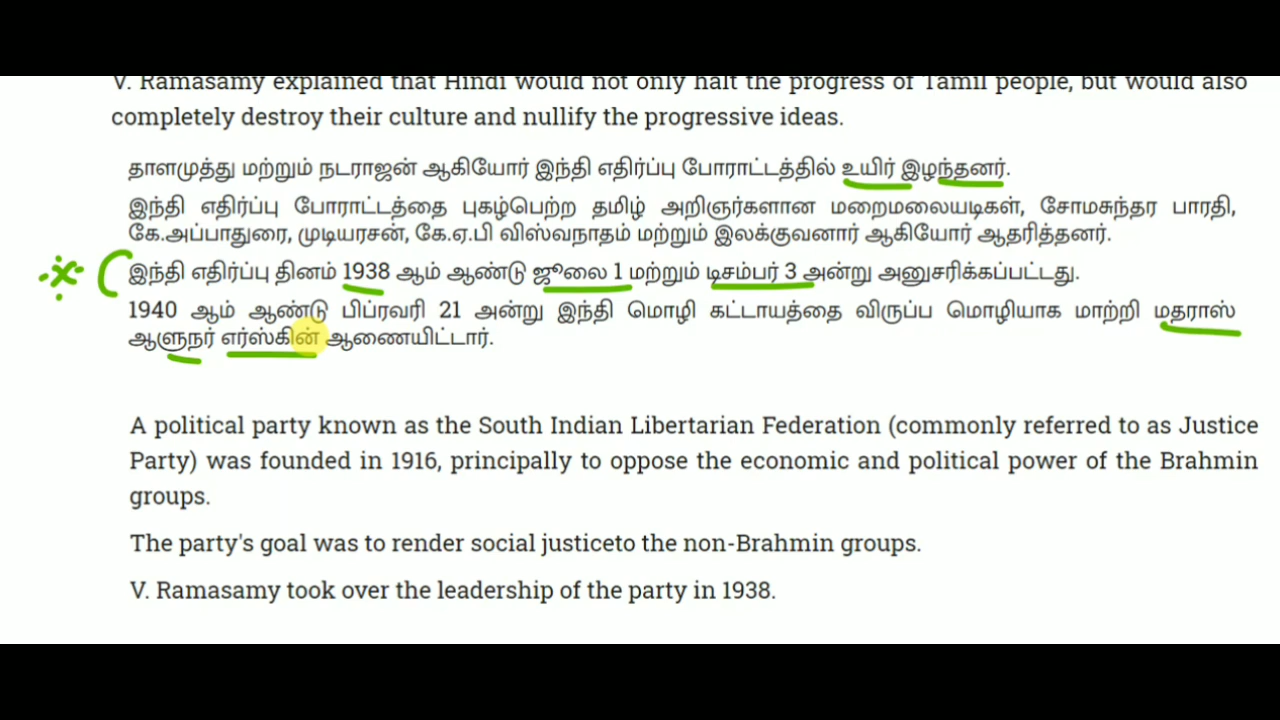 V. Ramasamy explained that Hindi would not only halt the progress of Tamil people, but would also
completely destroy their culture and nullify the progressive ideas.
தாளமுத்து மற்றும் நடராஜன் ஆகியோர் இந்தி எதிர்ப்பு போராட்டத்தில் உயிர் இழந்தனர்.
இந்தி எதிர்ப்பு போராட்டத்தை புகழ்பெற்ற தமிழ் அறிஞர்களான மறைமலையடிகள், சோமசுந்தர பாரதி,
கே.அப்பாதுரை, முடியரசன், கே.ஏ.பி விஸ்வநாதம் மற்றும் இலக்குவனார் ஆகியோர் ஆதரித்தனர்.
இந்தி எதிர்ப்பு தினம் 1938 ஆம் ஆண்டு ஜூலை 1 மற்றும் டிசம்பர் 3 அன்று அனுசரிக்கப்பட்டது.
1940 ஆம் ஆண்டு பிப்ரவரி 21 அன்று இந்தி மொழி கட்டாயத்தை விருப்ப மொழியாக மாற்றி மதராஸ்
ஆளுநர் எர்ஸ்கின் ஆணையிட்டார்.
A political party known as the South Indian Libertarian Federation (commonly referred to as Justice
Party) was founded in 1916, principally to oppose the economic and political power of the Brahmin
groups.
The party's goal was to render social justiceto the non-Brahmin groups.
V. Ramasamy took over the leadership of the party in 1938.